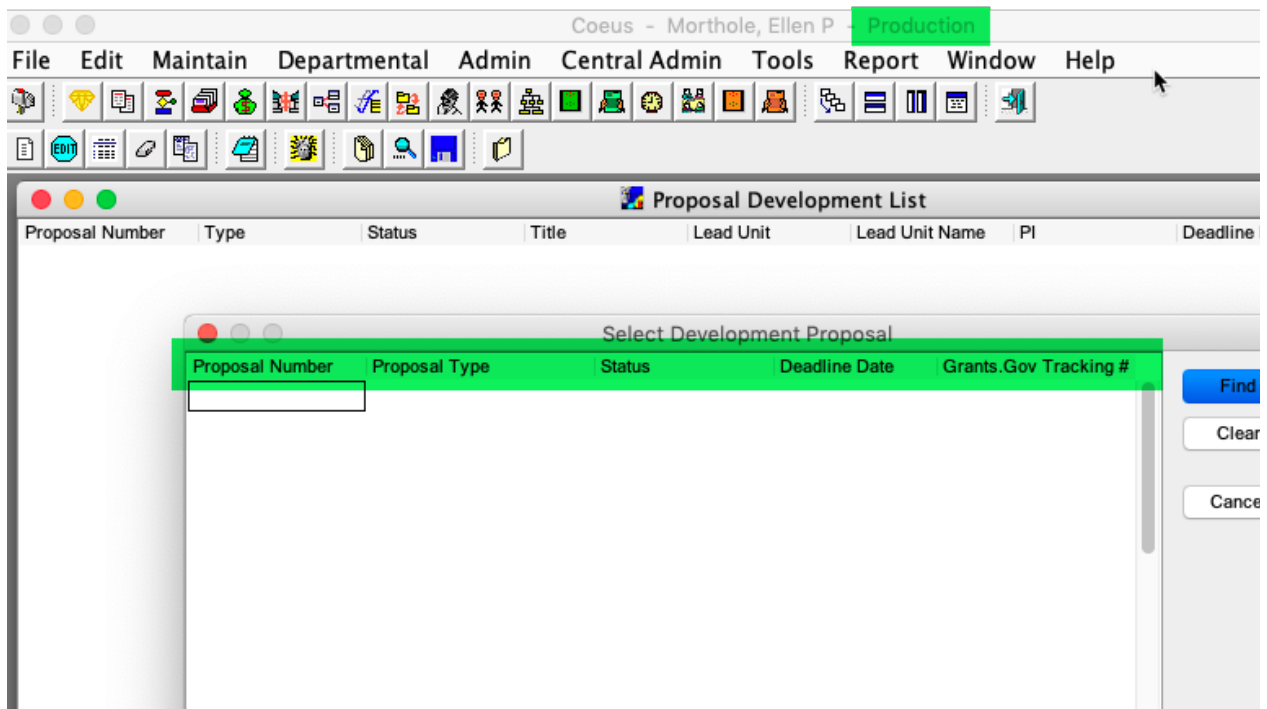 Coeus - Morthole, Ellen P - Production
File Edit Maintain Departmental Admin Central Admin Tools Report Window Help
EDIT
Proposal Development List
Proposal Number Type Status Title Lead Unit Lead Unit Name PI Deadline
Select Development Proposal
Proposal Number Proposal Type Status Deadline Date Grants.Gov Tracking #
Find
Clear
Cance